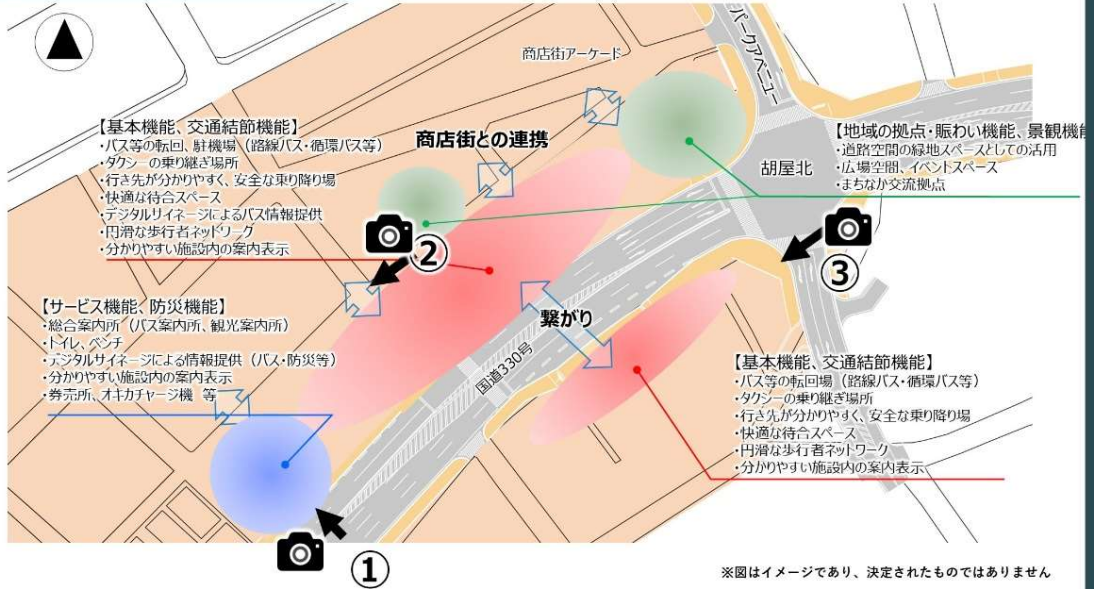 商店街アーケード
パークアベニュー
【基本機能、交通結節機能】
・バス等の転回、駐機場（路線バス・循環バス等）
・タクシーの乗り継ぎ場所
・行き先が分かりやすく、安全な乗り降り場
・快適な待合スペース
・デジタルサイネージによるバス情報提供
・円滑な歩行者ネットワーク
・分かりやすい施設内の案内表示
商店街との連携
【地域の拠点・賑わい機能、景観機能
・道路空間の緑地スペースとしての活用
・広場空間、イベントスペース
・まちなか交流拠点
胡屋北
②
③
【サービス機能、防災機能】
・総合案内所（バス案内所、観光案内所）
・トイレ、ベンチ
・デジタルサイネージによる情報提供（バス・防災等）
・分かりやすい施設内の案内表示
・券売所、オキカチャージ機 等
繋がり
国道330号
【基本機能、交通結節機能】
・バス等の転回場（路線バス・循環バス等）
・タクシーの乗り継ぎ場所
・行き先が分かりやすく、安全な乗り降り場
・快適な待合スペース
・円滑な歩行者ネットワーク
・分かりやすい施設内の案内表示
①
※図はイメージであり、決定されたものではありません